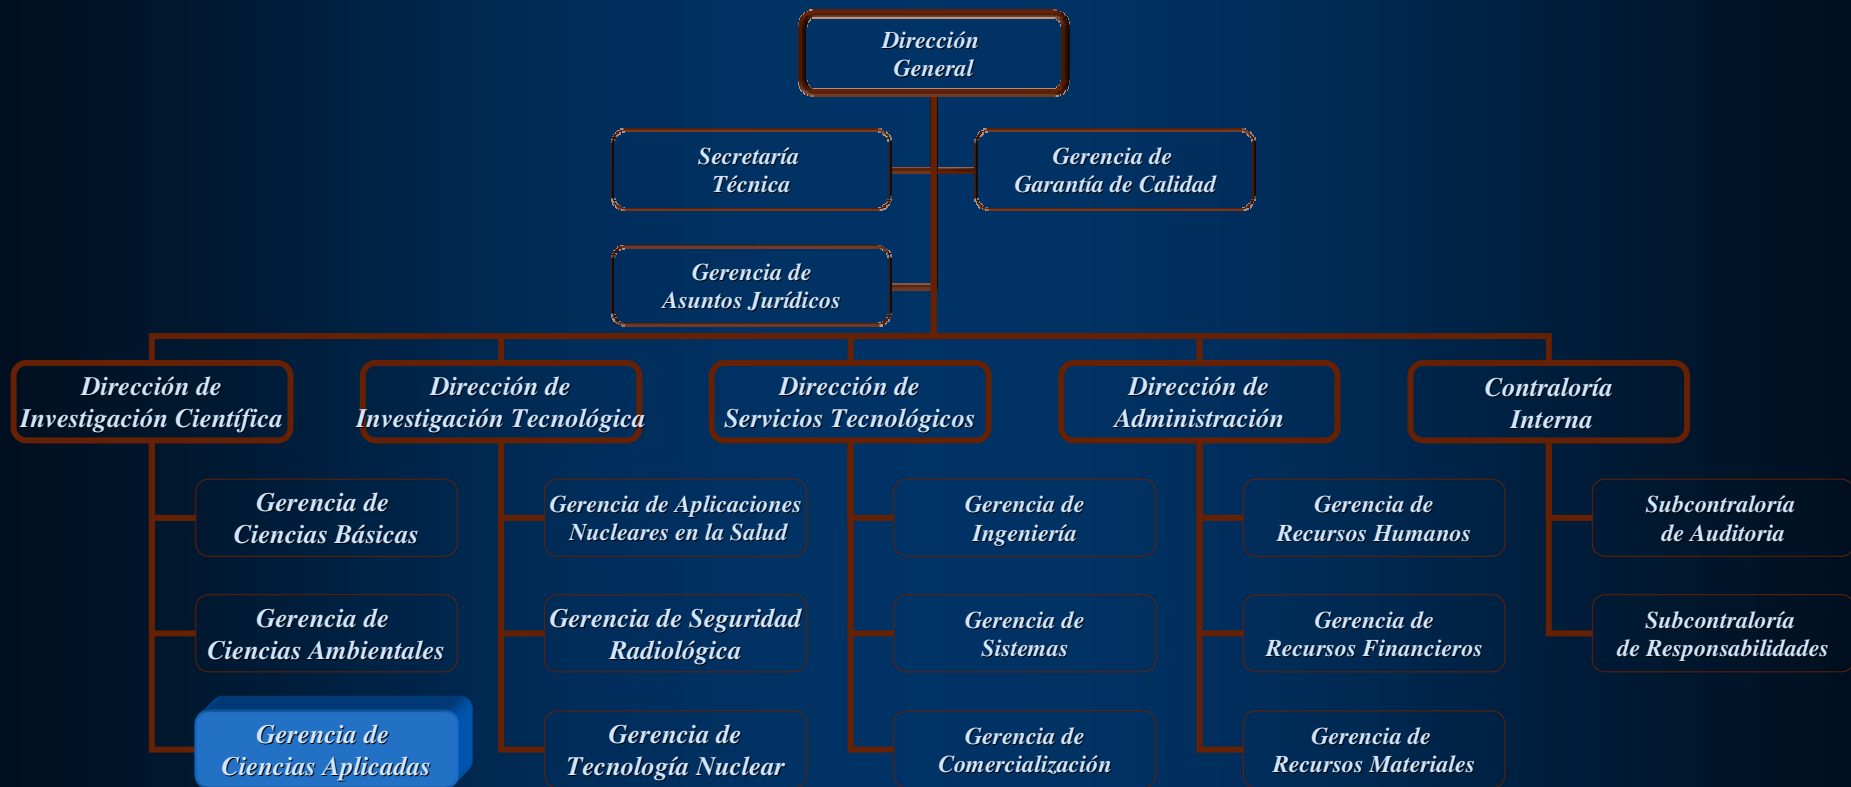 Dirección
General
Secretaría
Técnica
Gerencia de
Garantía de Calidad
Gerencia de
Asuntos Jurídicos
Dirección de
Investigación Científica
Dirección de
Investigación Tecnológica
Dirección de
Servicios Tecnológicos
Dirección de
Administración
Contraloría
Interna
Gerencia de
Ciencias Básicas
Gerencia de Aplicaciones
Nucleares en la Salud
Gerencia de
Ingeniería
Gerencia de
Recursos Humanos
Subcontraloría
de Auditoria
Gerencia de
Ciencias Ambientales
Gerencia de Seguridad
Radiológica
Gerencia de
Sistemas
Gerencia de
Recursos Financieros
Subcontraloría
de Responsabilidades
Gerencia de
Ciencias Aplicadas
Gerencia de
Tecnología Nuclear
Gerencia de
Comercialización
Gerencia de
Recursos Materiales